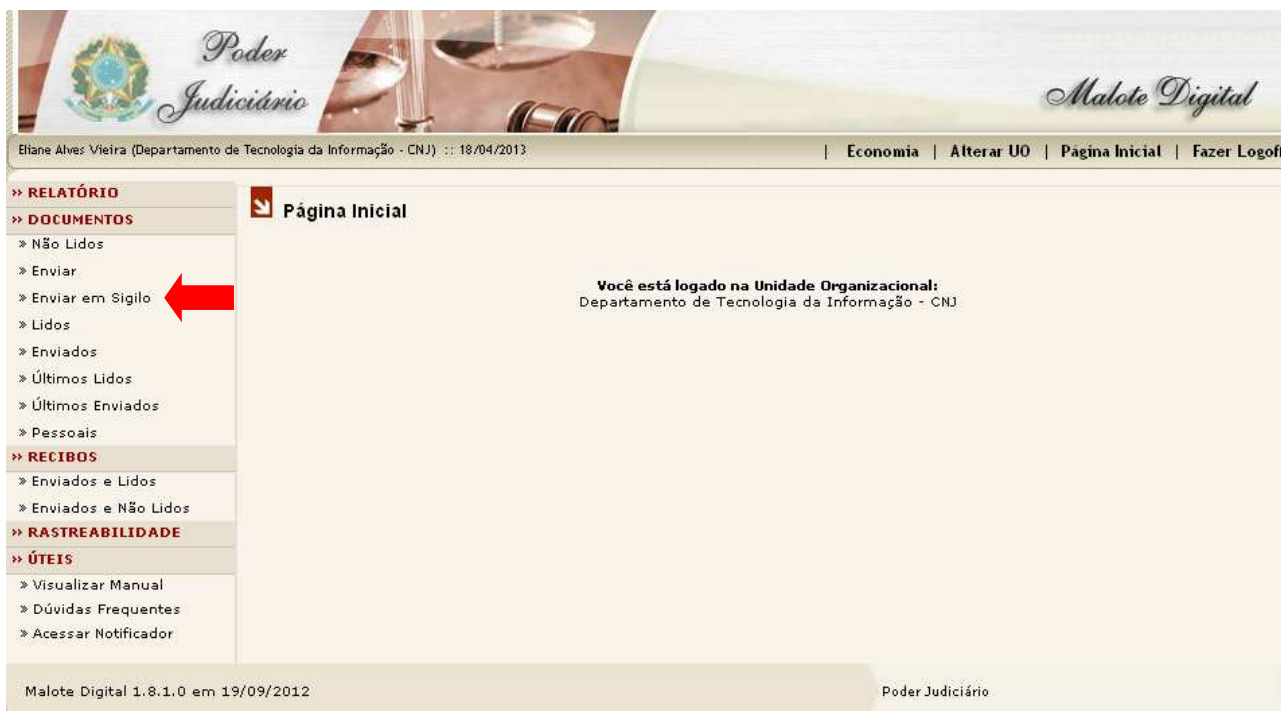 Poder
Judiciário
Malote Digital
Eliane Alves Vieira (Departamento de Tecnologia da Informação - CNJ) :: 18/04/2013
| Economia | Alterar UO | Página Inicial | Fazer Logoff
» RELATÓRIO
» DOCUMENTOS
» Não Lidos
» Enviar
» Enviar em Sigilo
» Lidos
» Enviados
» Últimos Lidos
» Últimos Enviados
» Pessoais
» RECIBOS
» Enviados e Lidos
» Enviados e Não Lidos
» RASTREABILIDADE
» ÚTEIS
» Visualizar Manual
» Dúvidas Frequentes
» Acessar Notificador
Página Inicial
Você está logado na Unidade Organizacional:
Departamento de Tecnologia da Informação - CNJ
Malote Digital 1.8.1.0 em 19/09/2012
Poder Judiciário